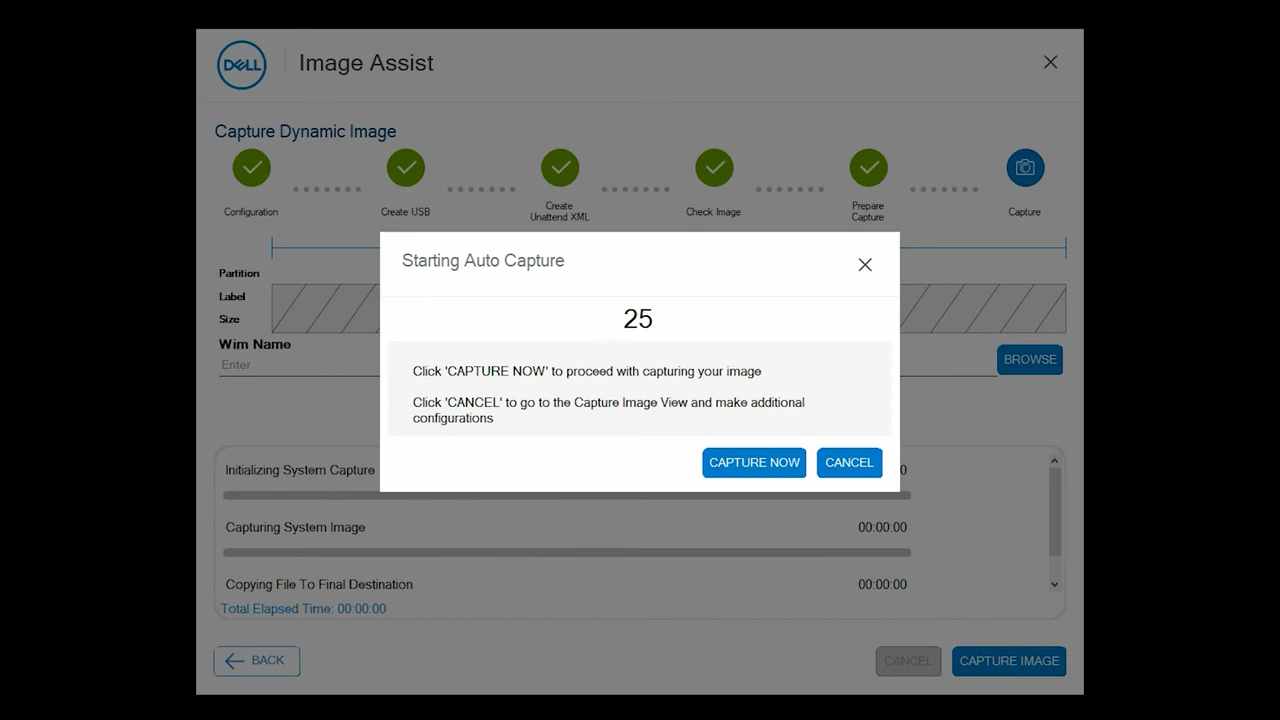 DELL
Image Assist
Capture Dynamic Image
Configuration
Create USB
Create
Unattend XML
Check Image
Prepare
Capture
Capture
Partition
Label
Size
Wim Name
Enter
BROWSE
Starting Auto Capture
25
Click 'CAPTURE NOW' to proceed with capturing your image
Click 'CANCEL' to go to the Capture Image View and make additional
configurations
CAPTURE NOW
CANCEL
Initializing System Capture
0
Capturing System Image
00:00:00
Copying File To Final Destination
00:00:00
Total Elapsed Time: 00:00:00
BACK
CANCEL
CAPTURE IMAGE